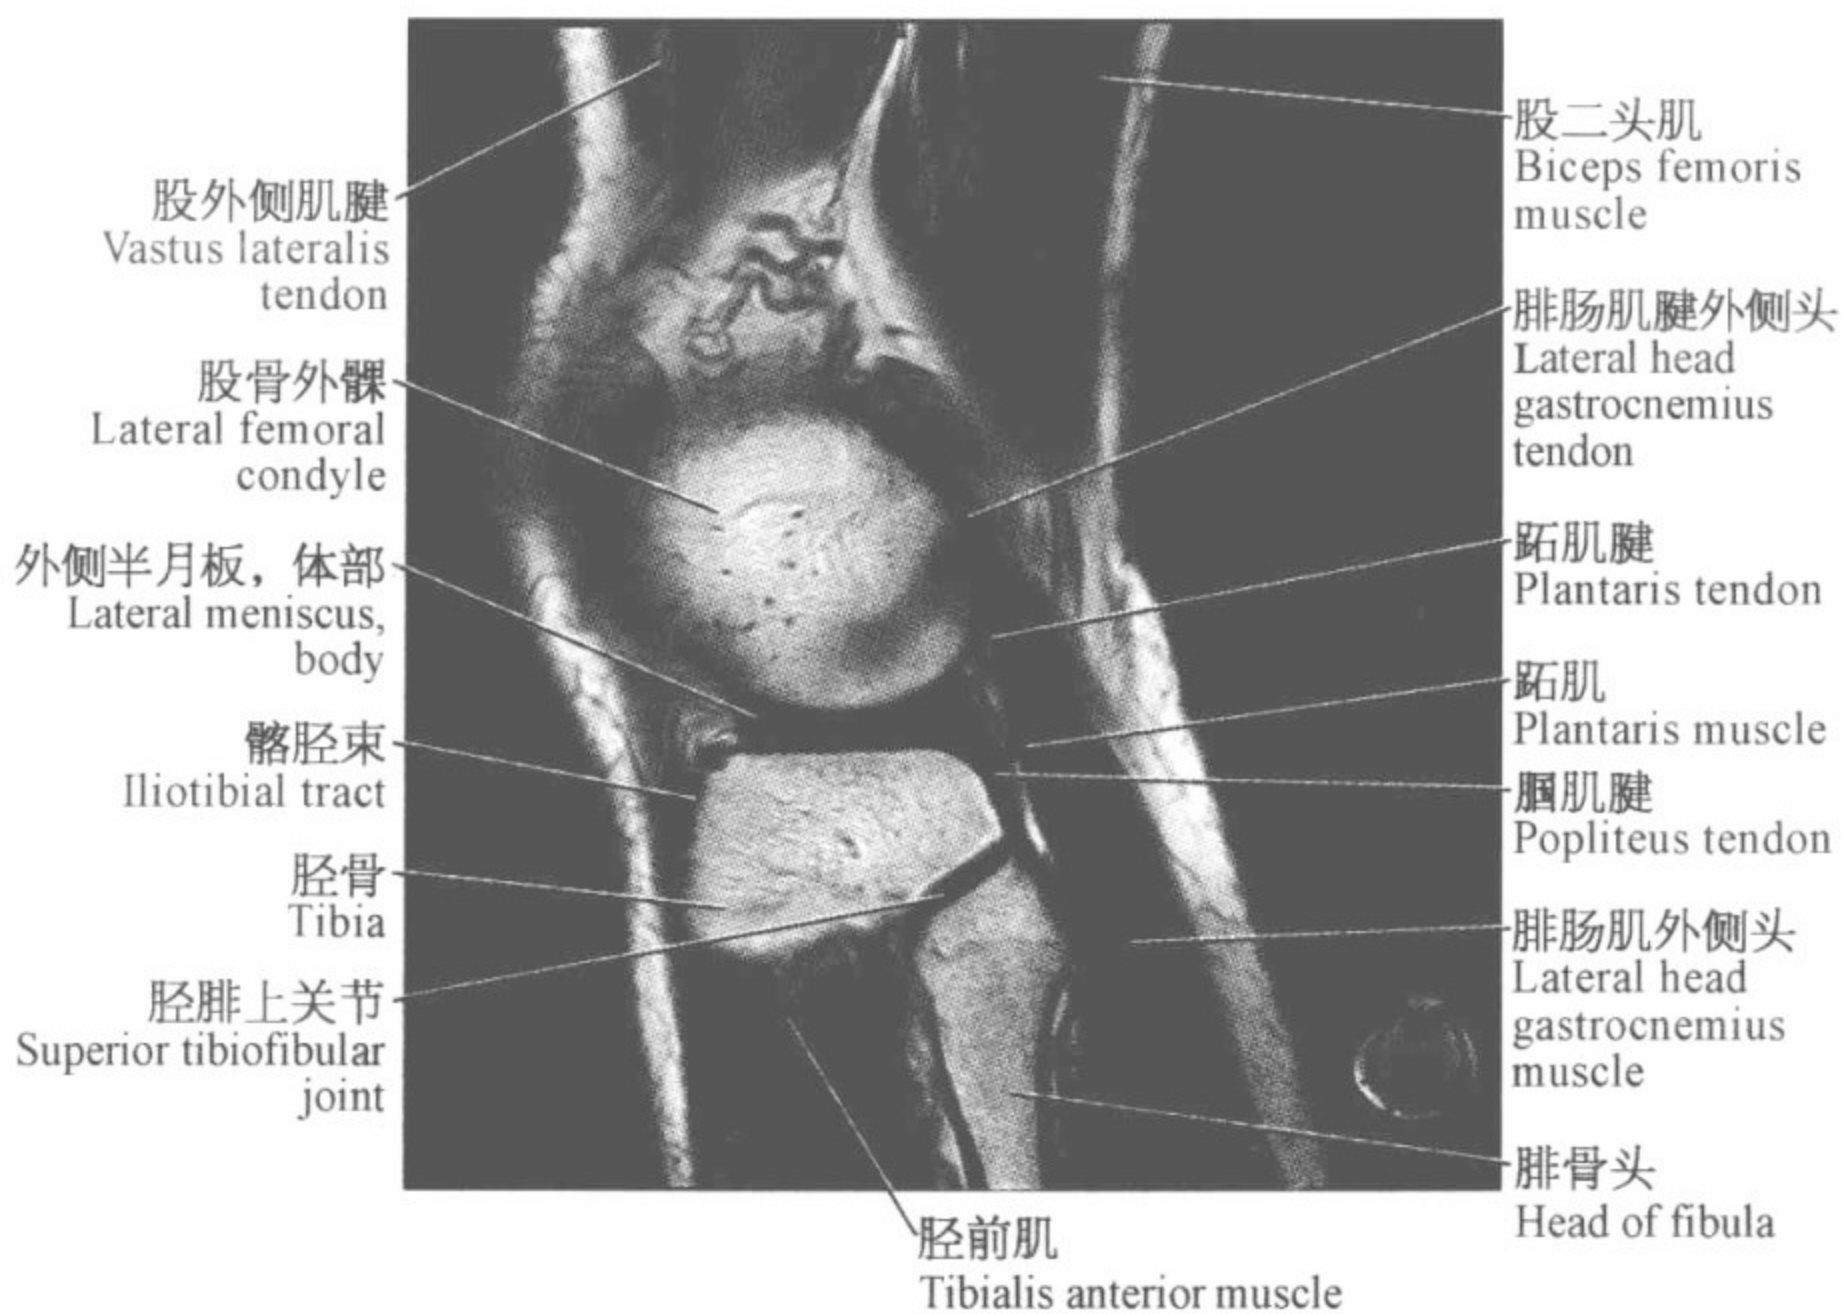 股外侧肌腱
Vastus lateralis
tendon
股骨外髁
Lateral femoral
condyle
外侧半月板，体部
Lateral meniscus,
body
髂胫束
Iliotibial tract
胫骨
Tibia
胫腓上关节
Superior tibiofibular
joint
股二头肌
Biceps femoris
muscle
腓肠肌腱外侧头
Lateral head
gastrocnemius
tendon
跖肌腱
Plantaris tendon
跖肌
Plantaris muscle
腘肌腱
Popliteus tendon
腓肠肌外侧头
Lateral head
gastrocnemius
muscle
腓骨头
Head of fibula
胫前肌
Tibialis anterior muscle